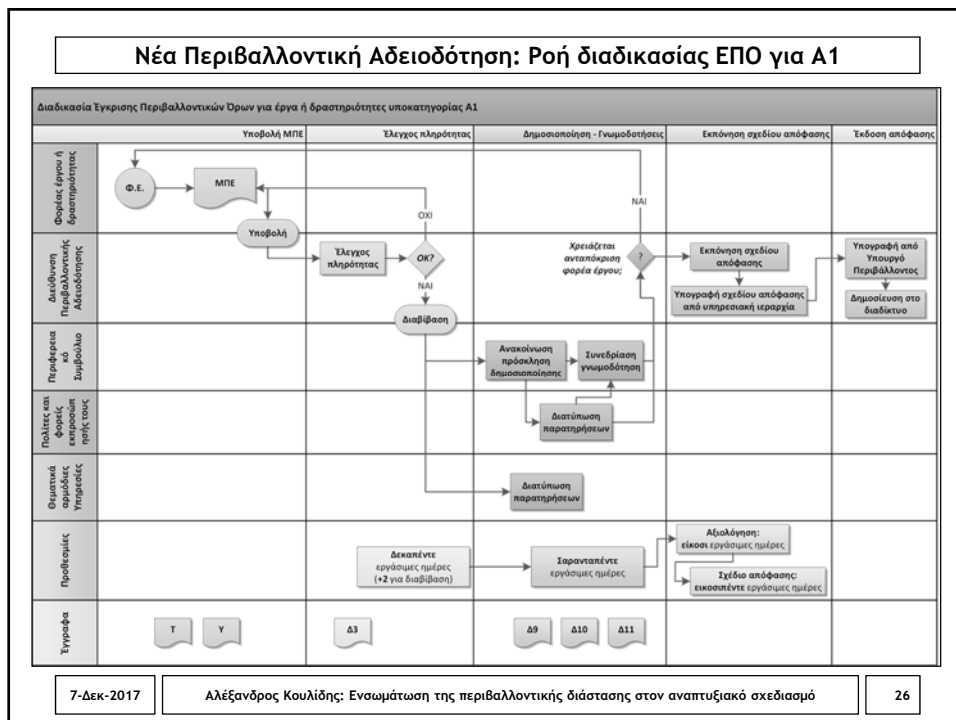 Νέα Περιβαλλοντική Αδειοδότηση: Ροή διαδικασίας ΕΠΟ για Α1
Διαδικασία Έγκρισης Περιβαλλοντικών Όρων για έργα ή δραστηριότητες υποκατηγορίας Α1
Υποβολή ΜΠΕ
Έλεγχος πληρότητας
Δημοσιοποίηση - Γνωμοδοτήσεις
Εκπόνηση σχεδίου απόφασης
Έκδοση απόφασης
Φορέας έργου ή
δραστηριότητας
Φ.Ε.
ΜΠΕ
ΟΧΙ
ΝΑΙ
Υποβολή
Διεύθυνση
Περιβαλλοντικής
Αδειοδότησης
Έλεγχος
πληρότητας
ΟΚ?
ΝΑΙ
Διαβίβαση
Χρειάζεται
ανταπόκριση
φορέα έργου;
?
Εκπόνηση σχεδίου
απόφασης
Υπογραφή σχεδίου απόφασης
από υπηρεσιακή ιεραρχία
Υπογραφή από
Υπουργό
Περιβάλλοντος
Δημοσίευση στο
διαδίκτυο
Περιφερεια
κό
Συμβούλιο
Ανακοίνωση
πρόσκληση
δημοσιοποίησης
Συνεδρίαση
γνωμοδότηση
Πολίτες και
φορείς
εκπροσώπ
ησής τους
Διατύπωση
παρατηρήσεων
Θεματικά
αρμόδιες
Υπηρεσίες
Διατύπωση
παρατηρήσεων
Προθεσμίες
Δεκαπέντε
εργάσιμες ημέρες
(+2 για διαβίβαση)
Σαρανταπέντε
εργάσιμες ημέρες
Αξιολόγηση:
είκοσι εργάσιμες ημέρες
Σχέδιο απόφασης:
εικοσιπέντε εργάσιμες ημέρες
Έγγραφα
Τ
Υ
Δ3
Δ9
Δ10
Δ11
7-Δεκ-2017
Αλέξανδρος Κουλίδης: Ενσωμάτωση της περιβαλλοντικής διάστασης στον αναπτυξιακό σχεδιασμό
26